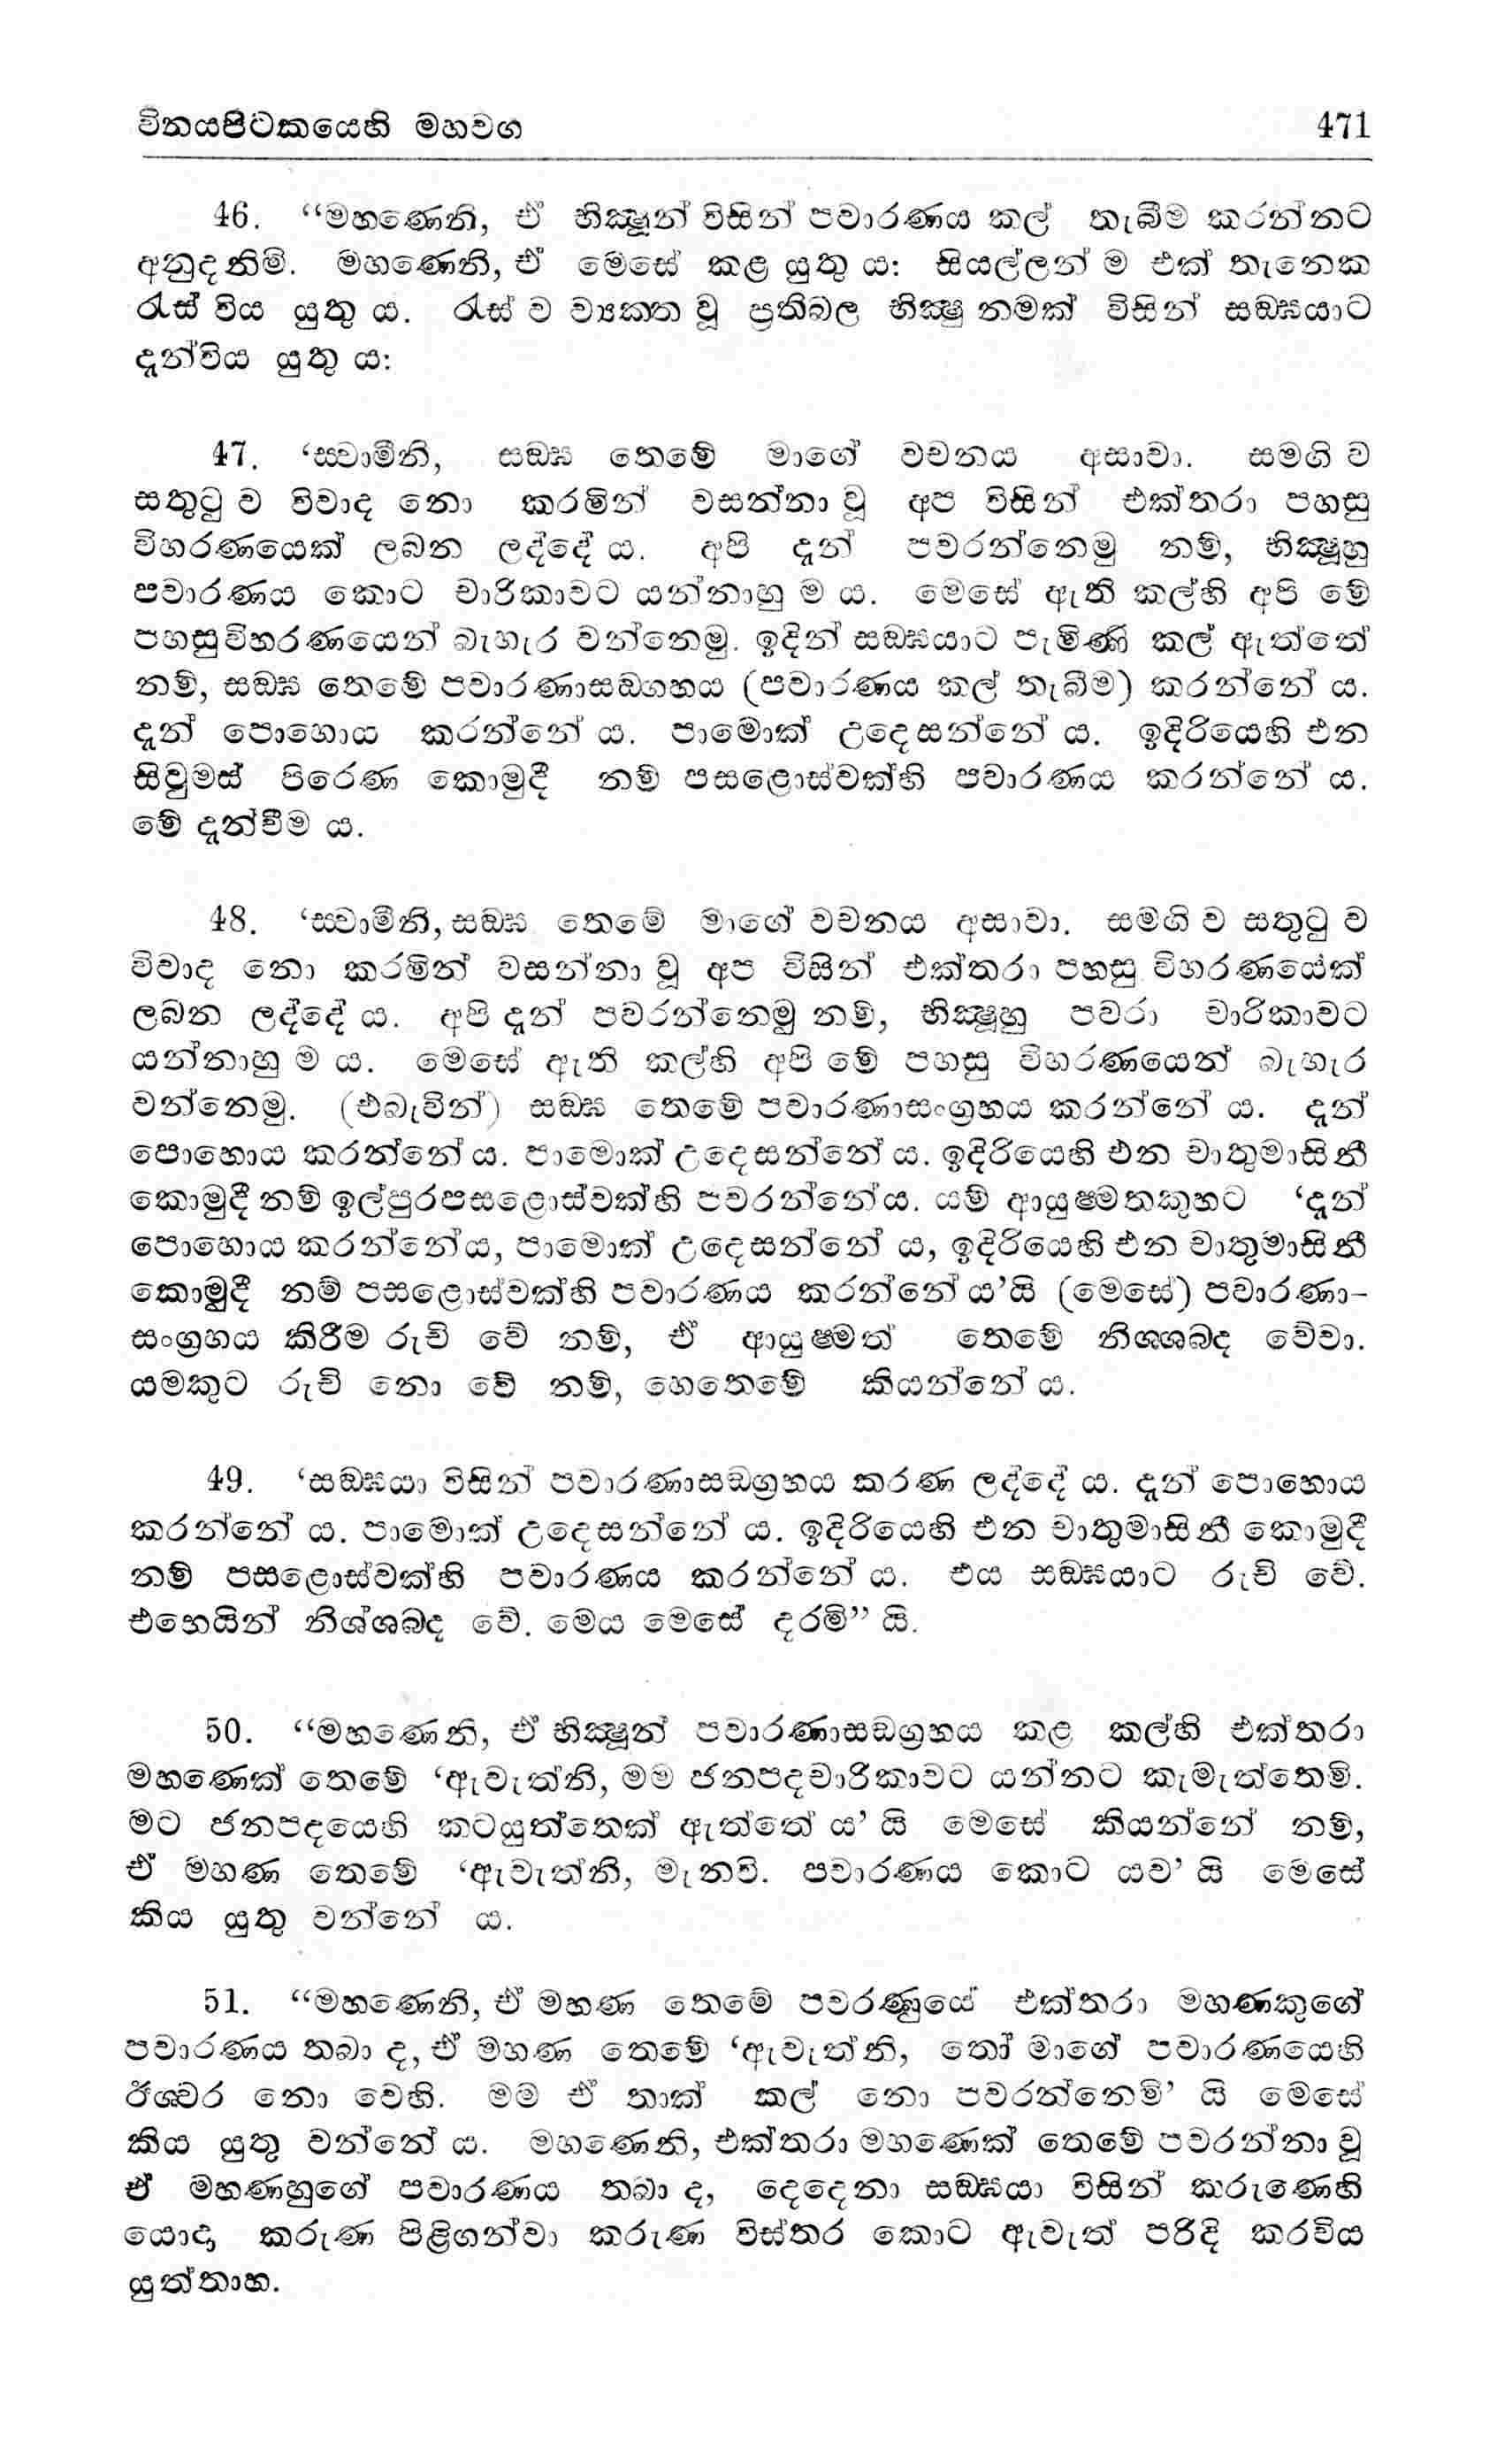 විනයපිටකයෙහි මහවග 471
46. “මහණෙනි, ඒ භික්‍ෂූන් විසින් පවාරණය කල් තැබීම කරන්නට
අනුදනිමි. මහණෙනි, ඒ මෙසේ කළ යුතු ය: සියල්ලන් ම එක් තැනෙක
රැස් විය යුතු ය. රැස් ව ව්‍යක්ත වූ ප්‍රතිබල භික්‍ෂු නමක් විසින් සඞ්ඝයාට
දැන්විය යුතු ය:
47. ‘ස්වාමීනි, සඞ්ඝ තෙමේ මාගේ වචනය අසාවා. සමගි ව
සතුටු ව විවාද නො කරමින් වසන්නා වූ අප විසින් එක්තරා පහසු
විහරණයෙක් ලබන ලද්දේ ය. අපි දැන් පවරන්නෙමු නම්, භික්‍ෂූහු
පවාරණය කොට චාරිකාවට යන්නාහු ම ය. මෙසේ ඇති කල්හි අපි මේ
පහසුවිහරණයෙන් බැහැර වන්නෙමු. ඉදින් සඞ්ඝයාට පැමිණි කල් ඇත්තේ
නම්, සඞ්ඝ තෙමේ පවාරණාසඞ්ගහය (පවාරණය කල් තැබීම) කරන්නේ ය.
දැන් පොහොය කරන්නේ ය. පාමොක් උදෙසන්නේ ය. ඉදිරියෙහි එන
සිවුමස් පිරෙණ කොමුදී නම් පසළොස්වක්හි පවාරණය කරන්නේ ය.
මේ දැන්වීම ය.
48. ‘ස්වාමීනි, සඞ්ඝ තෙමේ මාගේ වචනය අසාවා. සමගි ව සතුටු ව
විවාද නො කරමින් වසන්නා වූ අප විසින් එක්තරා පහසු විහරණයේක්
ලබන ලද්දේ ය. අපි දැන් පවරන්නෙමු නම්, භික්‍ෂූහු පවරා චාරිකාවට
යන්නාහු ම ය. මෙසේ ඇති කල්හි අපි මේ පහසු විහරණයෙන් බැහැර
වන්නෙමු. (එබැවින්) සඞ්ඝ තෙමේ පවාරණාසංග්‍රහය කරන්නේ ය. දැන්
පොහොය කරන්නේ ය. පාමොක් උදෙසන්නේ ය. ඉදිරියෙහි එන චාතුමාසිනී
කොමුදී නම් ඉල්පුරපසළොස්වක්හි පවරන්නේය. යම් ආයුෂ්මතකුහට ‘දැන්
පොහොය කරන්නේය, පාමොක් උදෙසන්නේ ය, ඉදිරියෙහි එන චාතුමාසිනී
කොමුදී නම් පසළොස්වක්හි පවාරණය කරන්නේ ය’යි (මෙසේ) පවාරණා-
සංග්‍රහය කිරීම රුචි වේ නම්, ඒ ආයුෂ්මත් තෙමේ නිශ්ශබද වේවා.
යමකුට රුචි නො වේ නම්, හෙතෙමේ කියන්නේ ය.
49. ‘සඞ්ඝයා විසින් පවාරණාසඞ්ග්‍රහය කරණ ලද්දේ ය. දැන් පොහොය
කරන්නේ ය. පාමොක් උදෙසන්නේ ය. ඉදිරියෙහි එන චාතුමාසිනී කොමුදී
නම් පසළොස්වක්හි පවාරණය කරන්නේ ය. එය සඞ්ඝයාට රුචි වේ.
එහෙයින් නිශ්ශබද වේ. මෙය මෙසේ දරමි” යි.
50. “මහණෙනි, ඒ භික්‍ෂූන් පවාරණාසඞ්ග්‍රහය කළ කල්හි එක්තරා
මහණෙක් තෙමේ ‘ඇවැත්නි, මම ජනපදචාරිකාවට යන්නට කැමැත්තෙමි.
මට ජනපදයෙහි කටයුත්තෙක් ඇත්තේ ය’ යි මෙසේ කියන්නේ නම්,
ඒ මහණ තෙමේ ‘ඇවැත්නි, මැනවි. පවාරණය කොට යව’ යි මෙසේ
කිය යුතු වන්නේ ය.
51. “මහණෙනි, ඒ මහණ තෙමේ පවරණුයේ එක්තරා මහණකුගේ
පවාරණය තබා ද, ඒ මහණ තෙමේ ‘ඇවැත්නි, තෝ මාගේ පවාරණයෙහි
ඊශ්වර නො වෙහි. මම ඒ තාක් කල් නො පවරන්නෙමි’ යි මෙසේ
කිය යුතු වන්නේ ය. මහණෙනි, එක්තරා මහණෙක් තෙමේ පවරන්නා වූ
ඒ මහණහුගේ පවාරණය තබා ද, දෙදෙනා සඞ්ඝයා විසින් කරුණෙහි
යොදා, කරුණ පිළිගන්වා කරුණ විස්තර කොට ඇවැත් පරිදි කරවිය
යුත්තාහ.